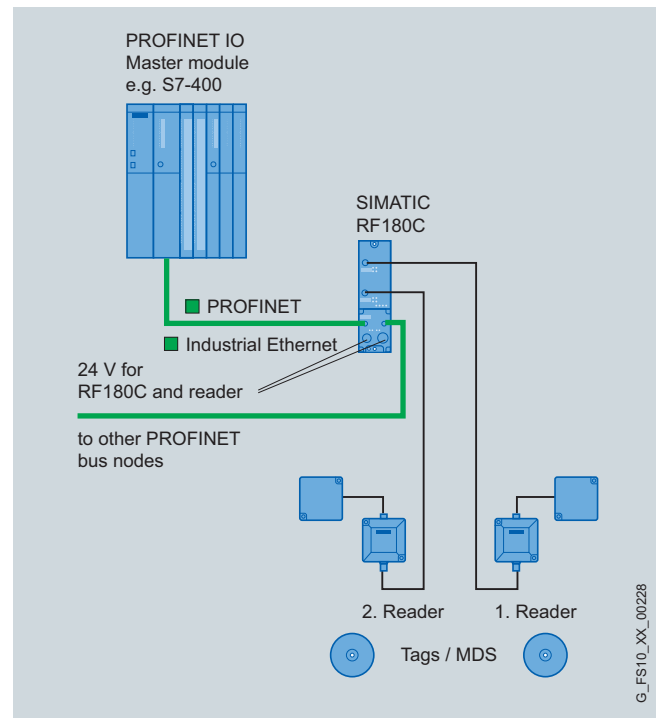 PROFINET IO
Master module
e.g. S7-400
SIMATIC
RF180C
PROFINET
Industrial Ethernet
24 V for
RF180C and reader
to other PROFINET
bus nodes
2. Reader
1. Reader
Tags / MDS
G_FS10_XX_00228